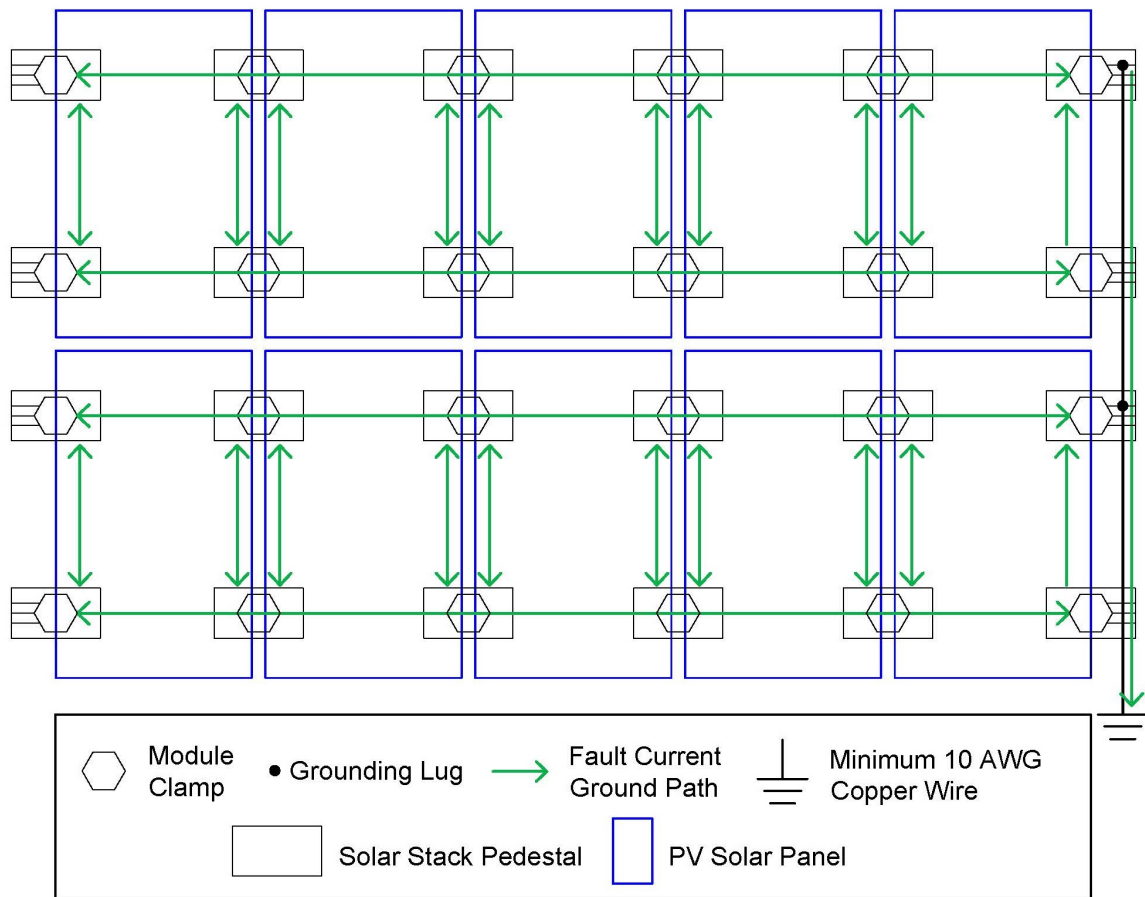 Module
Clamp
Grounding Lug
Fault Current
Ground Path
Minimum 10 AWG
Copper Wire
Solar Stack Pedestal
PV Solar Panel